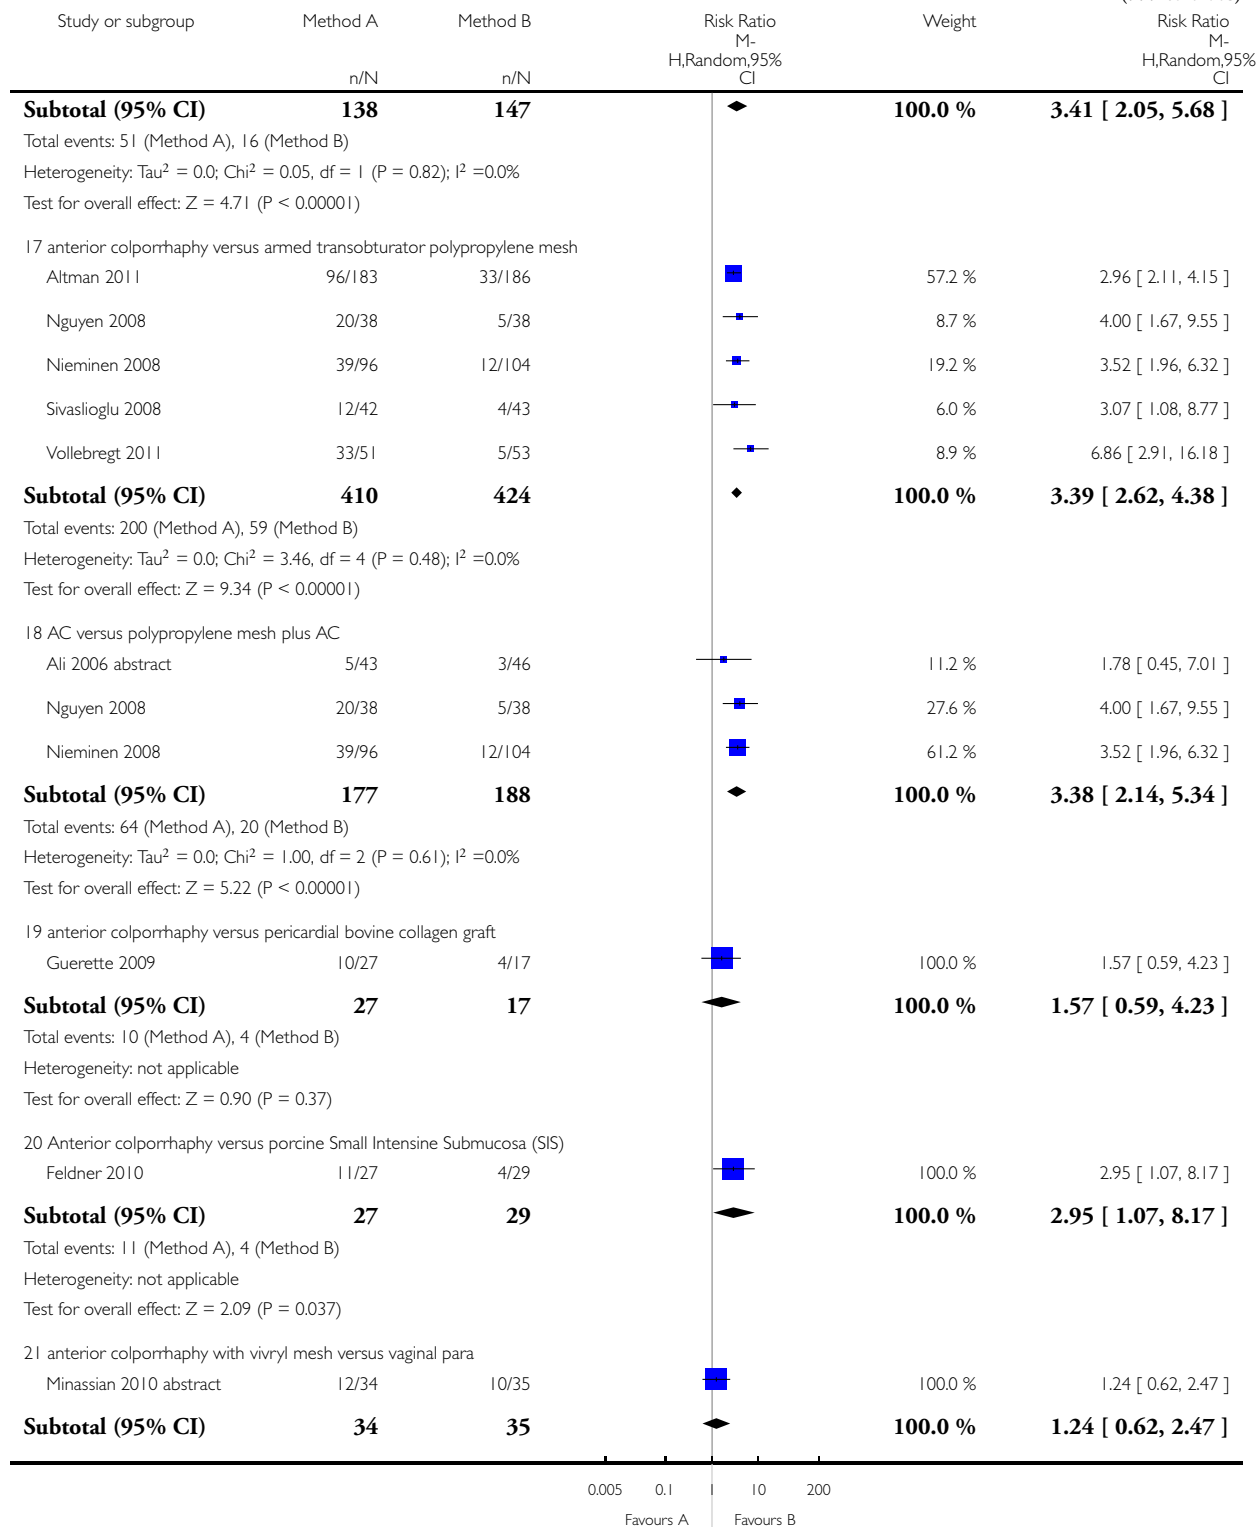 Study or subgroup Method A Method B Risk Ratio Weight Risk Ratio
M- M-
H,Random,95% H,Random,95%
n/N n/N CI CI
Subtotal (95% CI) 138 147 100.0 % 3.41 [ 2.05, 5.68 ]
Total events: 51 (Method A), 16 (Method B)
Heterogeneity: Tau² = 0.0; Chi² = 0.05, df = 1 (P = 0.82); I² =0.0%
Test for overall effect: Z = 4.71 (P < 0.00001)
17 anterior colporrhaphy versus armed transobturator polypropylene mesh
Altman 2011 96/183 33/186 57.2 % 2.96 [ 2.11, 4.15 ]
Nguyen 2008 20/38 5/38 8.7 % 4.00 [ 1.67, 9.55 ]
Nieminen 2008 39/96 12/104 19.2 % 3.52 [ 1.96, 6.32 ]
Sivaslioglu 2008 12/42 4/43 6.0 % 3.07 [ 1.08, 8.77 ]
Vollebregt 2011 33/51 5/53 8.9 % 6.86 [ 2.91, 16.18 ]
Subtotal (95% CI) 410 424 100.0 % 3.39 [ 2.62, 4.38 ]
Total events: 200 (Method A), 59 (Method B)
Heterogeneity: Tau² = 0.0; Chi² = 3.46, df = 4 (P = 0.48); I² =0.0%
Test for overall effect: Z = 9.34 (P < 0.00001)
18 AC versus polypropylene mesh plus AC
Ali 2006 abstract 5/43 3/46 11.2 % 1.78 [ 0.45, 7.01 ]
Nguyen 2008 20/38 5/38 27.6 % 4.00 [ 1.67, 9.55 ]
Nieminen 2008 39/96 12/104 61.2 % 3.52 [ 1.96, 6.32 ]
Subtotal (95% CI) 177 188 100.0 % 3.38 [ 2.14, 5.34 ]
Total events: 64 (Method A), 20 (Method B)
Heterogeneity: Tau² = 0.0; Chi² = 1.00, df = 2 (P = 0.61); I² =0.0%
Test for overall effect: Z = 5.22 (P < 0.00001)
19 anterior colporrhaphy versus pericardial bovine collagen graft
Guerette 2009 10/27 4/17 100.0 % 1.57 [ 0.59, 4.23 ]
Subtotal (95% CI) 27 17 100.0 % 1.57 [ 0.59, 4.23 ]
Total events: 10 (Method A), 4 (Method B)
Heterogeneity: not applicable
Test for overall effect: Z = 0.90 (P = 0.37)
20 Anterior colporrhaphy versus porcine Small Intensine Submucosa (SIS)
Feldner 2010 11/27 4/29 100.0 % 2.95 [ 1.07, 8.17 ]
Subtotal (95% CI) 27 29 100.0 % 2.95 [ 1.07, 8.17 ]
Total events: 11 (Method A), 4 (Method B)
Heterogeneity: not applicable
Test for overall effect: Z = 2.09 (P = 0.037)
21 anterior colporrhaphy with vivryl mesh versus vaginal para
Minassian 2010 abstract 12/34 10/35 100.0 % 1.24 [ 0.62, 2.47 ]
Subtotal (95% CI) 34 35 100.0 % 1.24 [ 0.62, 2.47 ]
0.005 0.1 1 10 200
Favours A Favours B